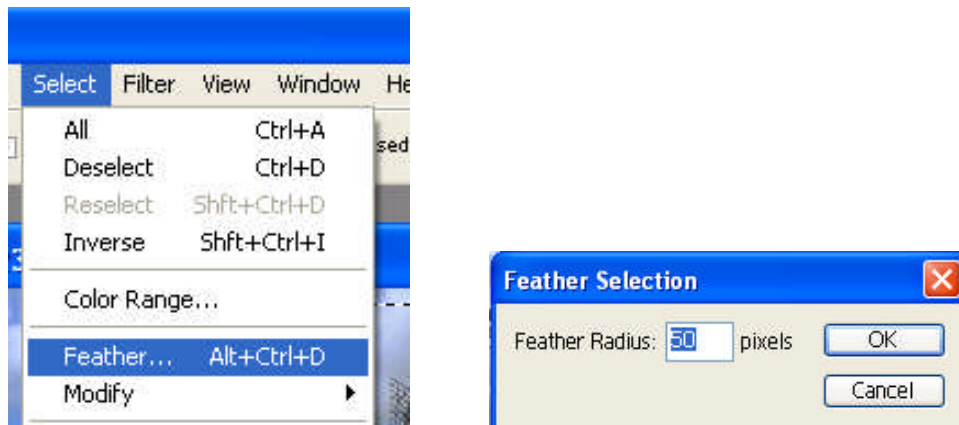 Select Filter View Window He
All Ctrl+A
sed
Deselect Ctrl+D
Reselect Shft+Ctrl+D
Inverse Shft+Ctrl+I
3
Color Range...
Feather... Alt+Ctrl+D
Modify
Feather Selection
Feather Radius: 50 pixels OK
Cancel